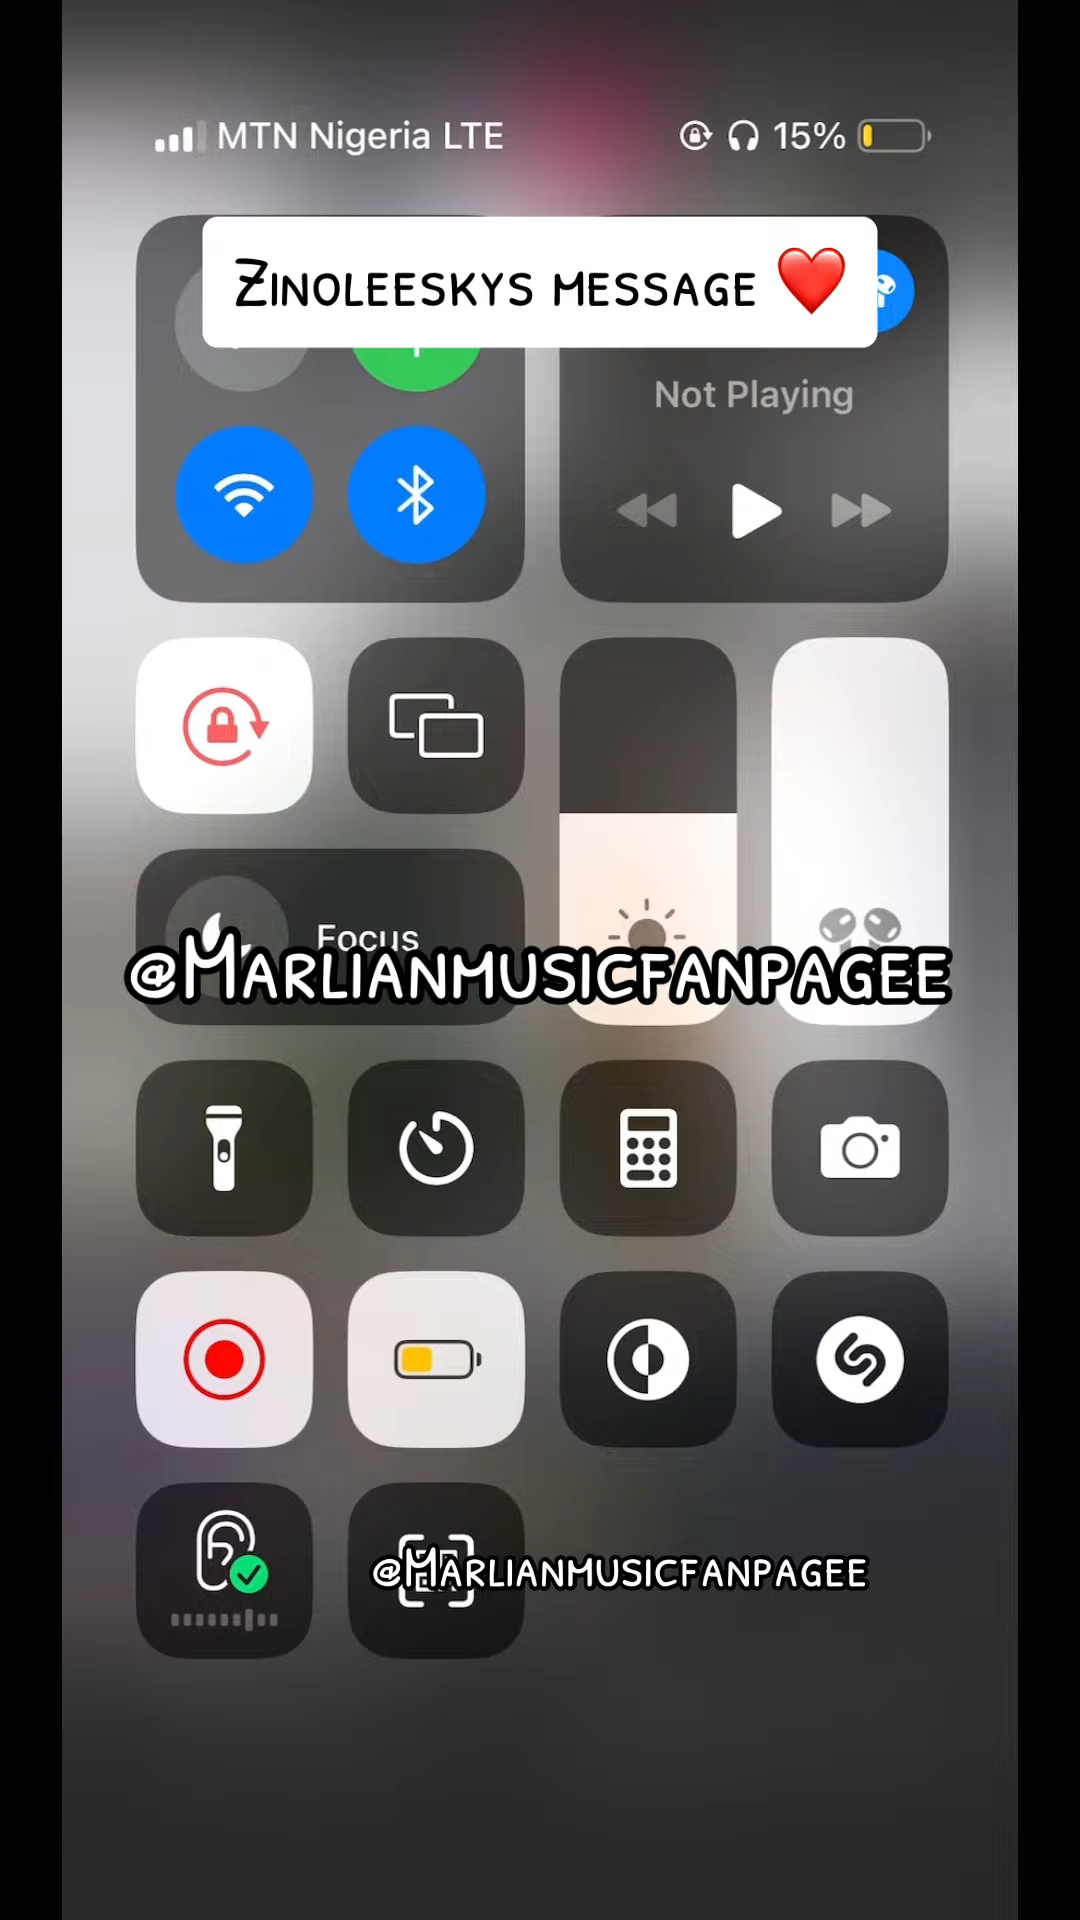 MTN Nigeria LTE 15%
Zinoleeskys message ❤️
Not Playing
Focus
@Marlianmusicfanpagee
@Marlianmusicfanpagee